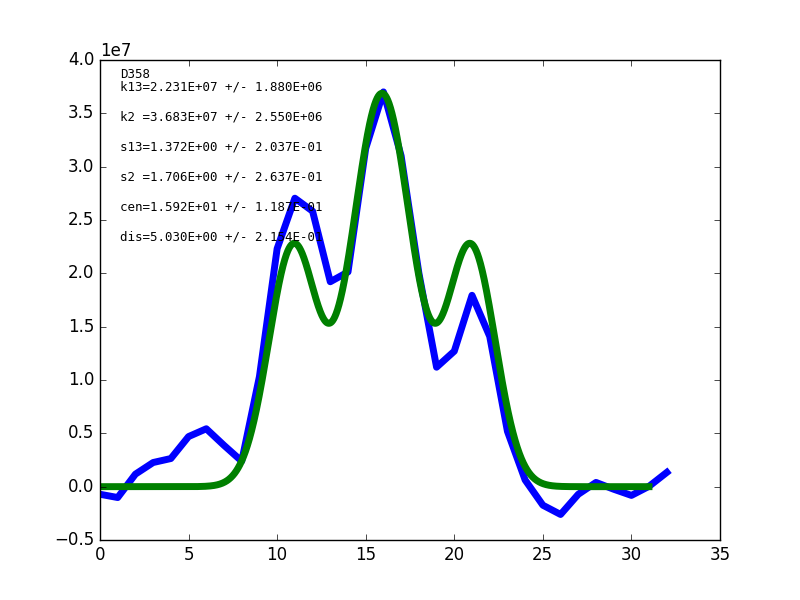 1e7
4.0
3.5
3.0
2.5
2.0
1.5
1.0
0.5
0.0
−0.5
D358
k13=2.231E+07 +/- 1.880E+06
k2 =3.683E+07 +/- 2.550E+06
s13=1.372E+00 +/- 2.037E-01
s2 =1.706E+00 +/- 2.637E-01
cen=1.592E+01 +/- 1.187E-01
dis=5.030E+00 +/-
0 5 10 15 20 25 30 35